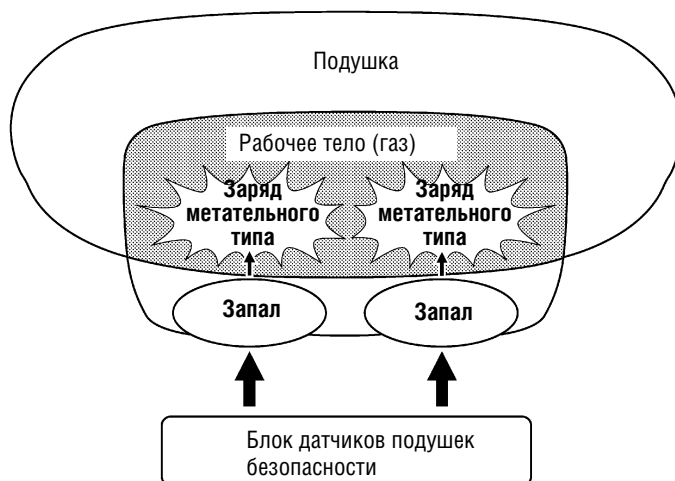 Подушка
Рабочее тело (газ)
Заряд
метательного
типа
Заряд
метательного
типа
Запал
Запал
Блок датчиков подушек
безопасности